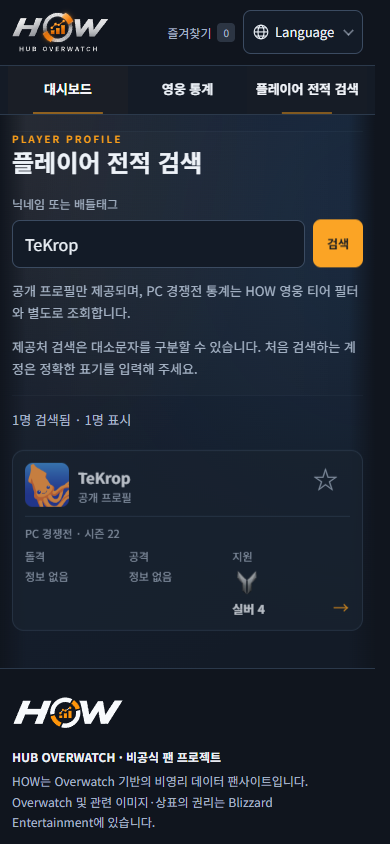 HOW
HUB OVERWATCH
즐겨찾기 0
Language
대시보드 영웅 통계 플레이어 전적 검색
PLAYER PROFILE
플레이어 전적 검색
닉네임 또는 배틀태그
TeKrop 검색
공개 프로필만 제공되며, PC 경쟁전 통계는 HOW 영웅 티어 필터
와 별도로 조회합니다.
제공처 검색은 대소문자를 구분할 수 있습니다. 처음 검색하는 계
정은 정확한 표기를 입력해 주세요.
1명 검색됨 · 1명 표시
TeKrop
공개 프로필
PC 경쟁전 · 시즌 22
돌격 공격 지원
정보 없음 정보 없음
실버 4 →
HOW
HUB OVERWATCH · 비공식 팬 프로젝트
HOW는 Overwatch 기반의 비영리 데이터 팬사이트입니다.
Overwatch 및 관련 이미지·상표의 권리는 Blizzard
Entertainment에 있습니다.